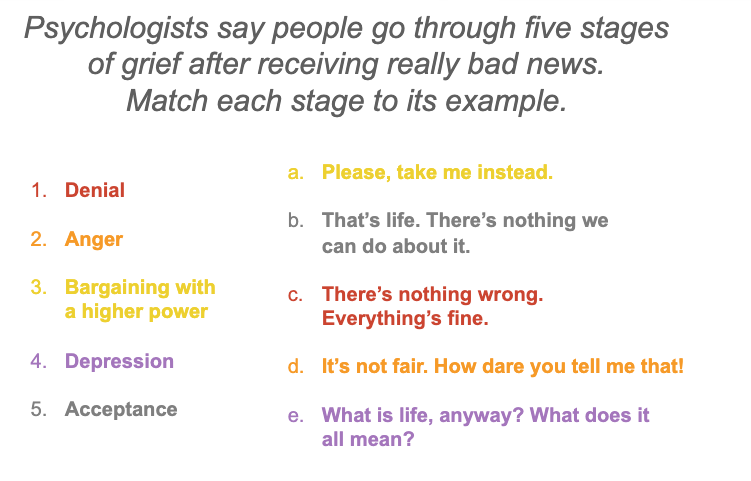 Psychologists say people go through five stages
of grief after receiving really bad news.
Match each stage to its example.
1. Denial
2. Anger
3. Bargaining with
a higher power
4. Depression
5. Acceptance
a. Please, take me instead.
b. That’s life. There’s nothing we
can do about it.
c. There’s nothing wrong.
Everything’s fine.
d. It’s not fair. How dare you tell me that!
e. What is life, anyway? What does it
all mean?